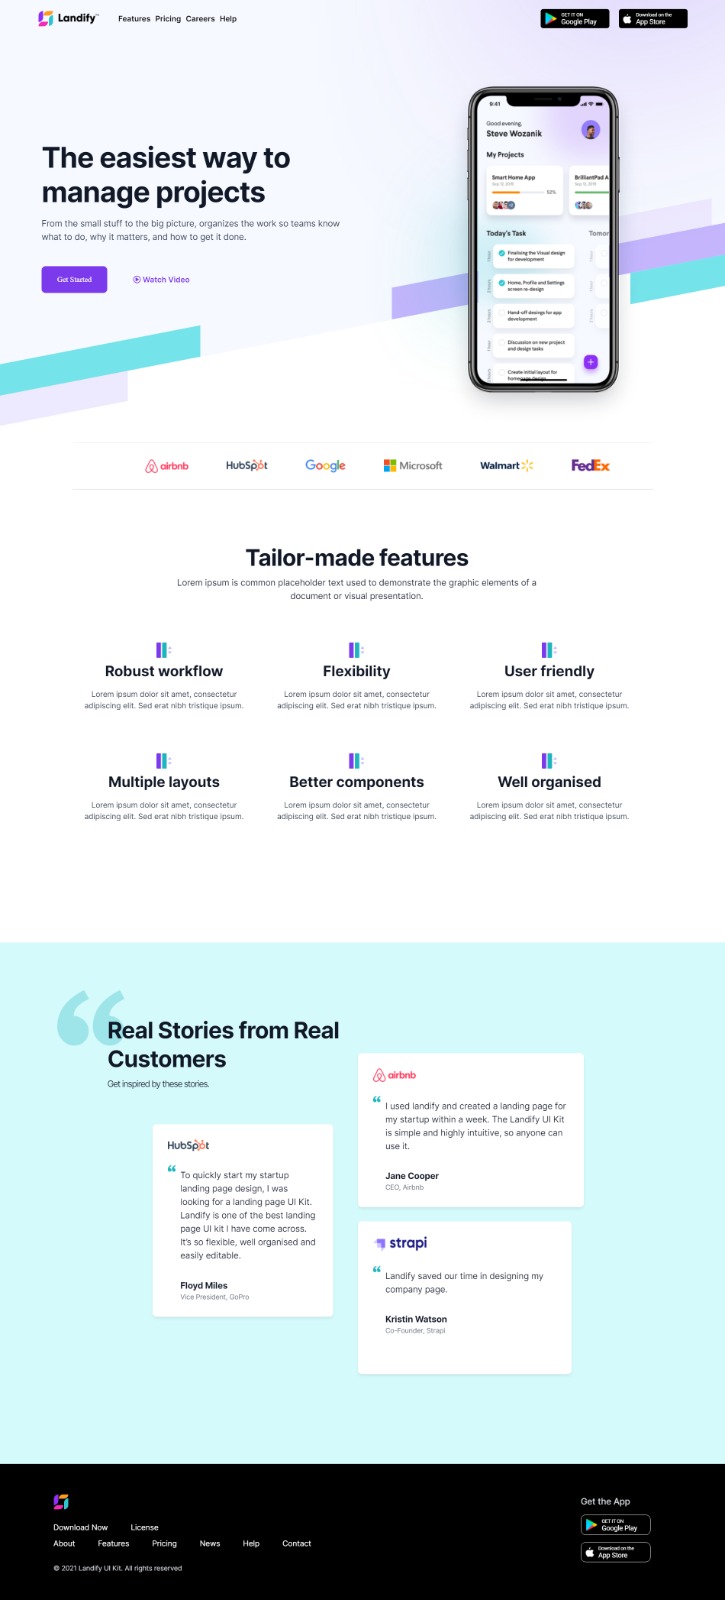 Landify™ Features Pricing Careers Help
GET IT ON
Google Play
Download on the
App Store
The easiest way to
manage projects
From the small stuff to the big picture, organizes the work so teams know
what to do, why it matters, and how to get it done.
Get Started
Watch Video
9:41
Good evening,
Steve Wozanik
My Projects
Smart Home App
Sep 12, 2019
52%
BrilliantPad A
Today's Task
Tomor
Finalising the Visual design
for development
Home, Profile and Settings
screen re-design
Hand-off desings for app
development
Discussion on new project
and design tasks
Create initial layout for
homepage design
airbnb HubSpot Google Microsoft Walmart FedEx
Tailor-made features
Lorem ipsum is common placeholder text used to demonstrate the graphic elements of a
document or visual presentation.
Robust workflow
Lorem ipsum dolor sit amet, consectetur
adipiscing elit. Sed erat nibh tristique ipsum.
Flexibility
Lorem ipsum dolor sit amet, consectetur
adipiscing elit. Sed erat nibh tristique ipsum.
User friendly
Lorem ipsum dolor sit amet, consectetur
adipiscing elit. Sed erat nibh tristique ipsum.
Multiple layouts
Lorem ipsum dolor sit amet, consectetur
adipiscing elit. Sed erat nibh tristique ipsum.
Better components
Lorem ipsum dolor sit amet, consectetur
adipiscing elit. Sed erat nibh tristique ipsum.
Well organised
Lorem ipsum dolor sit amet, consectetur
adipiscing elit. Sed erat nibh tristique ipsum.
“
Real Stories from Real
Customers
Get inspired by these stories.
HubSpot
“ To quickly start my startup
landing page design, I was
looking for a landing page UI Kit.
Landify is one of the best landing
page UI kit I have come across.
It's so flexible, well organised and
easily editable.
Floyd Miles
Vice President, GoPro
airbnb
“ I used landify and created a landing page for
my startup within a week. The Landify UI Kit
is simple and highly intuitive, so anyone can
use it.
Jane Cooper
CEO, Airbnb
strapi
“ Landify saved our time in designing my
company page.
Kristin Watson
Co-Founder, Strapi
Download Now License
About Features Pricing News Help Contact
© 2021 Landify UI Kit. All rights reserved
Get the App
GET IT ON
Google Play
Download on the
App Store